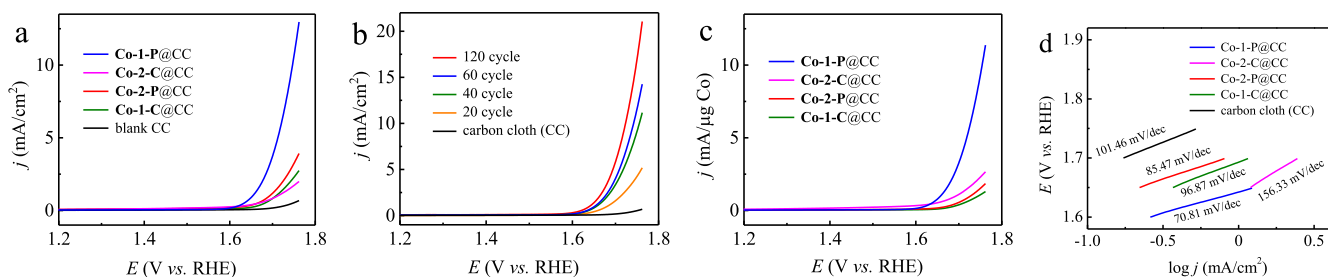 a
j (mA/cm²)
10
5
0
Co-1-P@CC
Co-2-C@CC
Co-2-P@CC
Co-1-C@CC
blank CC
1.2 1.4 1.6 1.8
E (V vs. RHE)
b
j (mA/cm²)
20
15
10
5
0
120 cycle
60 cycle
40 cycle
20 cycle
carbon cloth (CC)
1.2 1.4 1.6 1.8
E (V vs. RHE)
c
j (mA/μg Co)
10
5
0
Co-1-P@CC
Co-2-C@CC
Co-2-P@CC
Co-1-C@CC
1.2 1.4 1.6 1.8
E (V vs. RHE)
d
E (V vs. RHE)
1.9
1.8
1.7
1.6
Co-1-P@CC
Co-2-C@CC
Co-2-P@CC
Co-1-C@CC
carbon cloth (CC)
101.46 mV/dec
85.47 mV/dec
96.87 mV/dec
156.33 mV/dec
70.81 mV/dec
-1.0 -0.5 0 0.5
log j (mA/cm²)